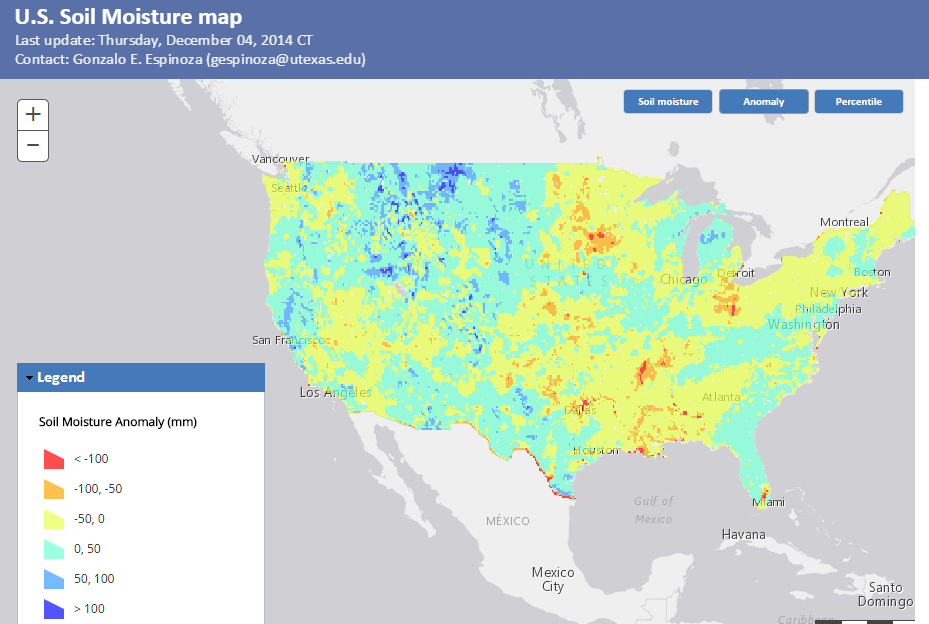 U.S. Soil Moisture map
Last update: Thursday, December 04, 2014 CT
Contact: Gonzalo E. Espinoza (gespinoza@utexas.edu)
+
−
Soil moisture
Anomaly
Percentile
Vancouver
Seattle
Montreal
UNITED
STATES
Chicago
Detroit
Boston
New York
Philadelphia
Washington
San Francisco
Los Angeles
Atlanta
Dallas
Houston
Miami
Gulf of
Mexico
MÉXICO
Havana
Mexico
City
Santo
Domingo
Caribbean
Legend
Soil Moisture Anomaly (mm)
< -100
-100, -50
-50, 0
0, 50
50, 100
> 100